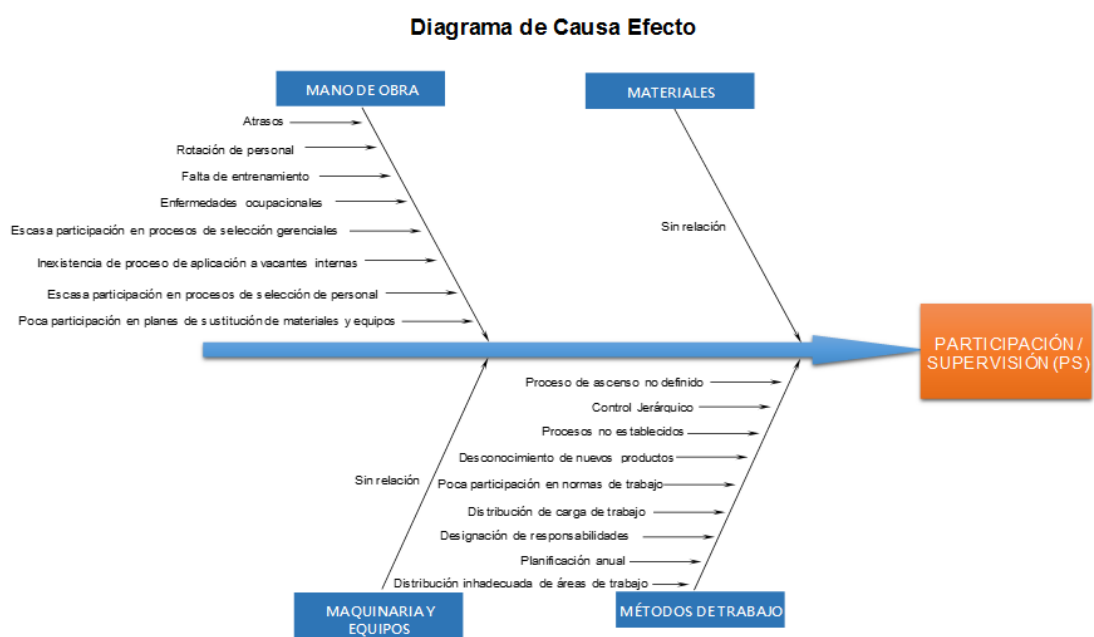 Diagrama de Causa Efecto
MANO DE OBRA
MATERIALES
Atrasos
Rotación de personal
Falta de entrenamiento
Enfermedades ocupacionales
Escasa participación en procesos de selección gerenciales
Inexistencia de proceso de aplicación a vacantes internas
Escasa participación en procesos de selección de personal
Poca participación en planes de sustitución de materiales y equipos
Sin relación
PARTICIPACIÓN /
SUPERVISIÓN (PS)
Sin relación
Proceso de ascenso no definido
Control Jerárquico
Procesos no establecidos
Desconocimiento de nuevos productos
Poca participación en normas de trabajo
Distribución de carga de trabajo
Designación de responsabilidades
Planificación anual
Distribución inhadecuada de áreas de trabajo
MAQUINARIA Y
EQUIPOS
MÉTODOS DE TRABAJO